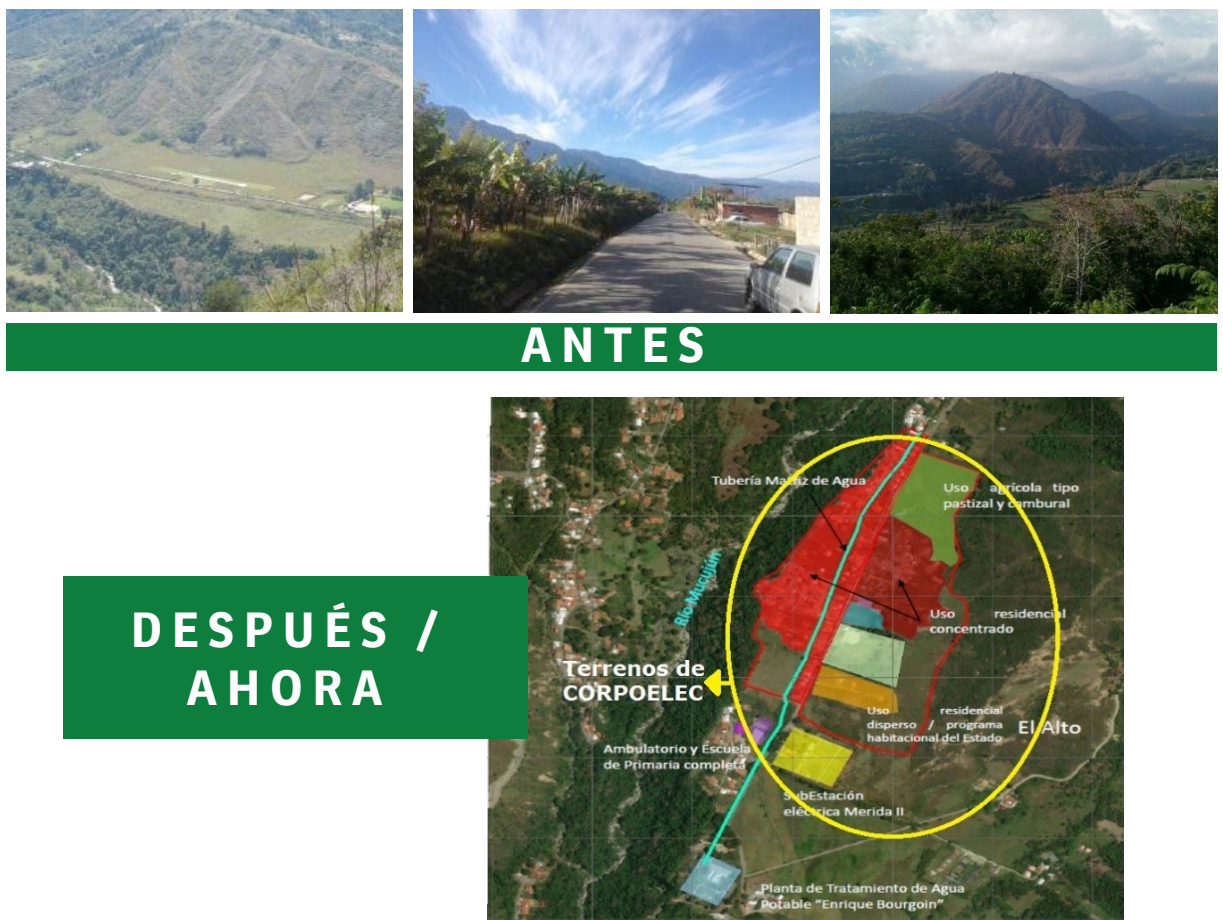 ANTES
DESPUÉS /
AHORA
Tubería Matriz de Agua
Uso agrícola tipo
pastizal y cambural
Río Mucujún
Uso residencial
concentrado
Terrenos de
CORPOELEC
Uso residencial
disperso / programa
habitacional del Estado
El Alto
Ambulatorio y Escuela
de Primaria completa
SubEstación
eléctrica Merida II
Planta de Tratamiento de Agua
Potable "Enrique Bourgoin"